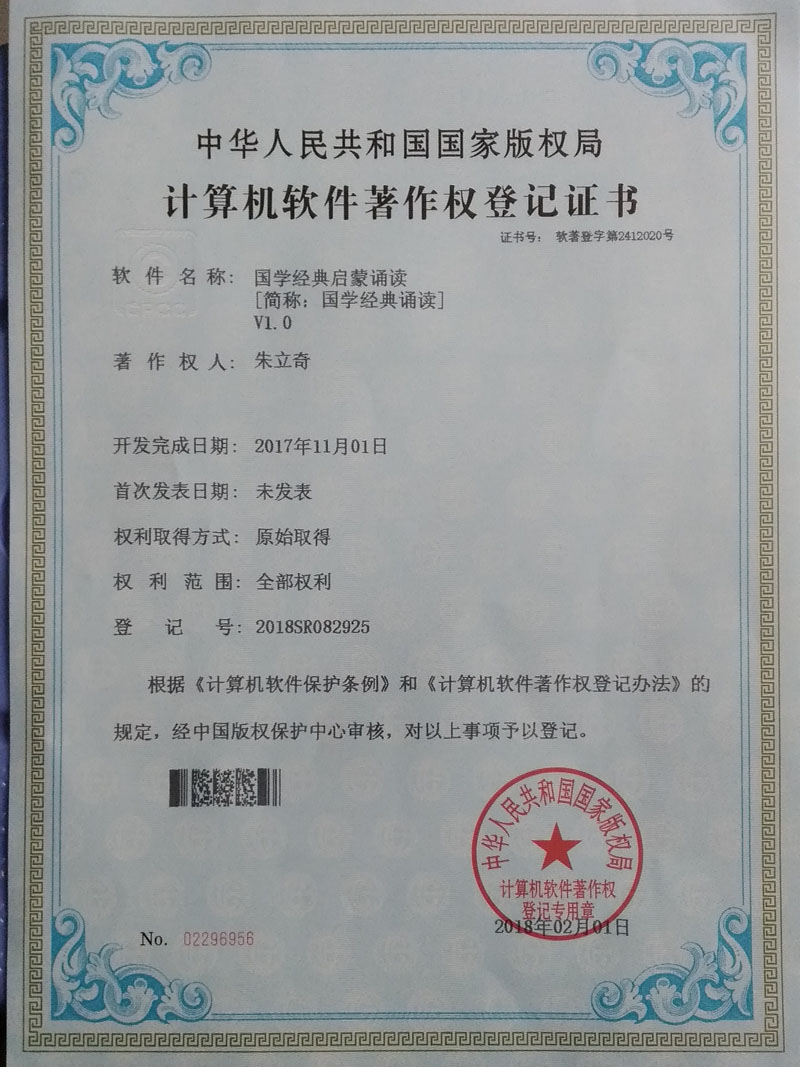 中华人民共和国国家版权局
计算机软件著作权登记证书
证书号： 软著登字第2412020号
软件名称： 国学经典启蒙诵读
[简称：国学经典诵读]
V1.0
著作权人： 朱立奇
开发完成日期： 2017年11月01日
首次发表日期： 未发表
权利取得方式： 原始取得
权利范围： 全部权利
登记号： 2018SR082925
根据《计算机软件保护条例》和《计算机软件著作权登记办法》的
规定，经中国版权保护中心审核，对以上事项予以登记。
中华人民共和国国家版权局
计算机软件著作权
登记专用章
2018年02月01日
No. 02296956